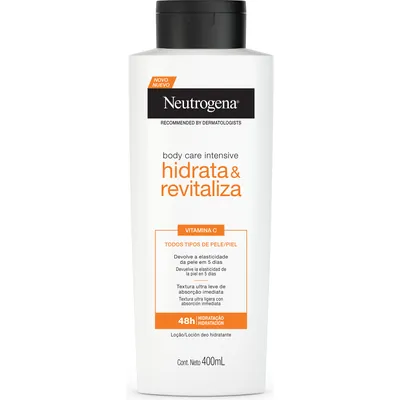 NOVO
NUEVO
Neutrogena®
RECOMMENDED BY DERMATOLOGISTS
body care intensive
hidrata &
revitaliza
VITAMINA C
TODOS TIPOS DE PELE/PIEL
Devolve a elasticidade
da pele em 5 dias
Devuelve la elasticidad de
la piel en 5 días
Textura ultra leve de
absorção imediata
Textura ultra ligera con
absorción inmediata
48h HIDRATAÇÃO
HIDRATACIÓN
Loção/Loción deo hidratante
Cont. Neto 400mL